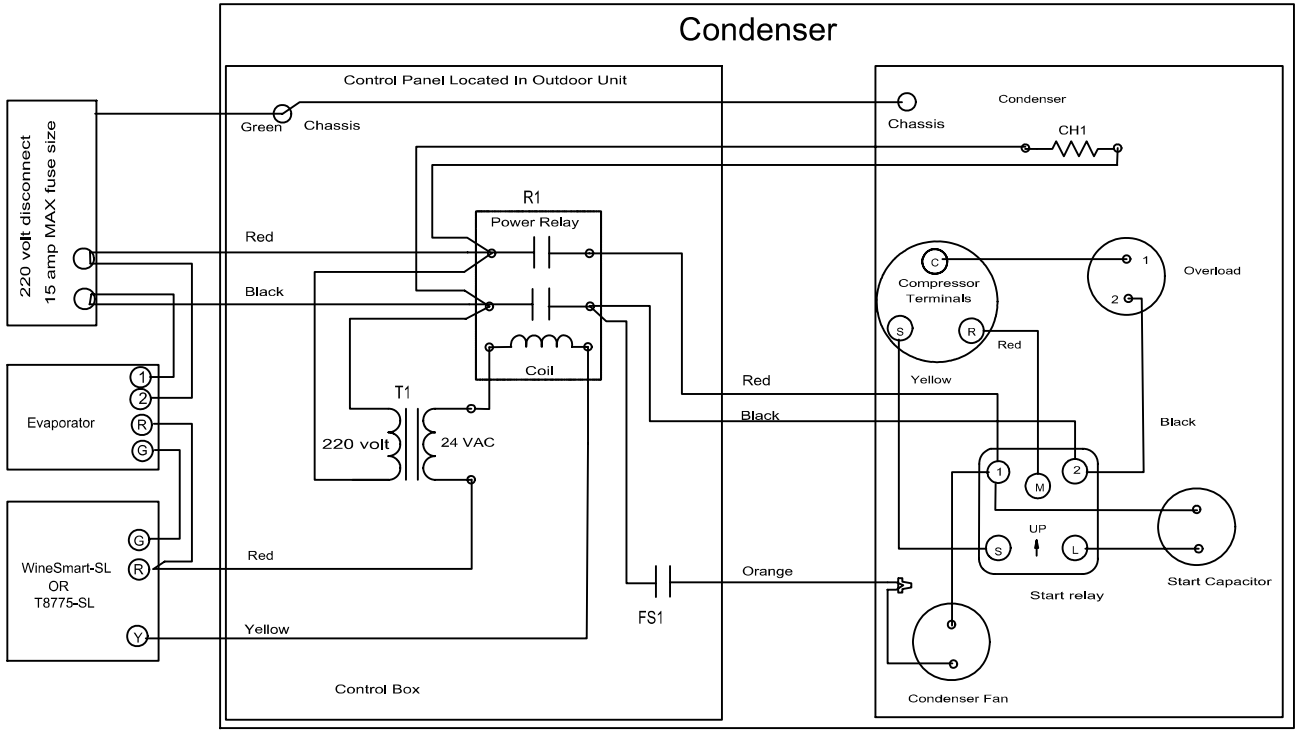 Condenser
Control Panel Located In Outdoor Unit
220 volt disconnect
15 amp MAX fuse size
Green
Chassis
Chassis
Condenser
CH1
R1
Power Relay
Red
Black
Coil
T1
220 volt
24 VAC
1
2
R
G
Evaporator
G
R
Y
WineSmart-SL
OR
T8775-SL
Red
Yellow
Control Box
FS1
Orange
Red
Black
C
Compressor
Terminals
S
R
Red
Yellow
1
2
Overload
Black
1
2
M
UP
S
L
Start relay
Start Capacitor
Condenser Fan